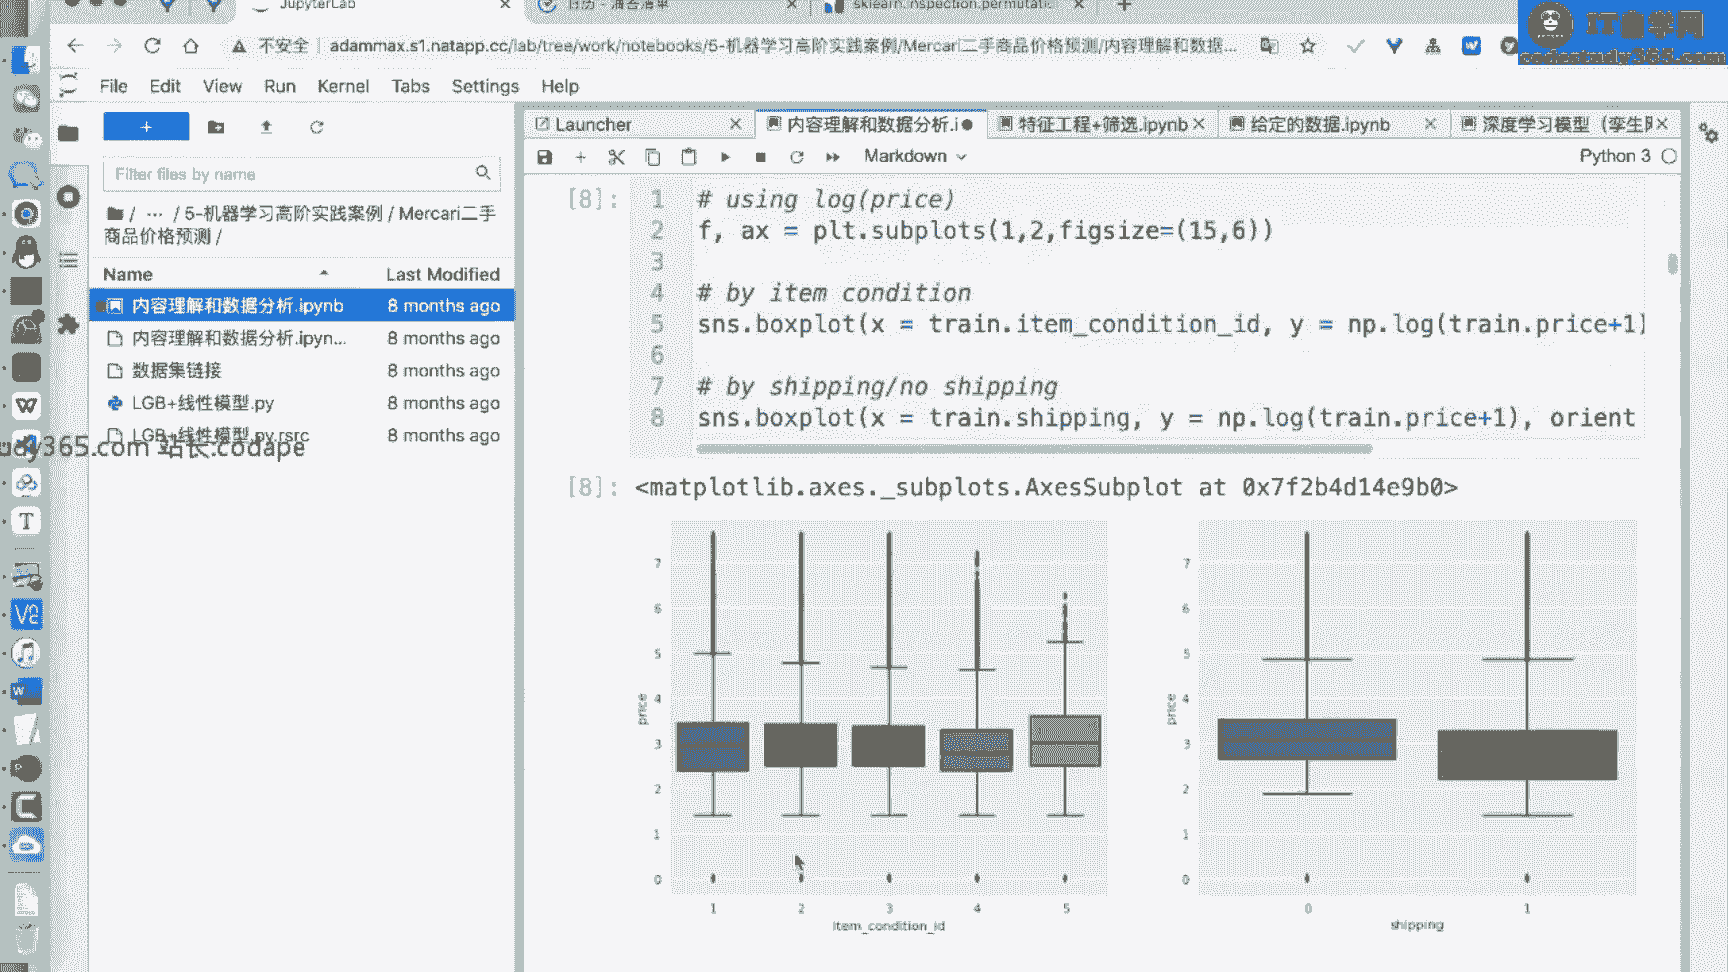 JupyterLab
sklearn.inspection.permutatic
IT自学网
codestudy365.com
不安全
adammax.s1.natapp.cc/lab/tree/work/notebooks/5-机器学习高阶实践案例/Mercari二手商品价格预测/内容理解和数据...
File Edit View Run Kernel Tabs Settings Help
Launcher
内容理解和数据分析.i
特征工程+筛选.ipynb
给定的数据.ipynb
深度学习模型（孪生
Markdown
Python 3
Filter files by name
/ ··· / 5-机器学习高阶实践案例 / Mercari二手
商品价格预测 /
Name Last Modified
内容理解和数据分析.ipynb 8 months ago
内容理解和数据分析.ipyn... 8 months ago
数据集链接 8 months ago
LGB+线性模型.py 8 months ago
LGB+线性模型.py.rsrc 8 months ago
udy365.com 站长:codape
[8]:
1 # using log(price)
2 f, ax = plt.subplots(1,2,figsize=(15,6))
3
4 # by item condition
5 sns.boxplot(x = train.item_condition_id, y = np.log(train.price+1)
6
7 # by shipping/no shipping
8 sns.boxplot(x = train.shipping, y = np.log(train.price+1), orient
[8]: <matplotlib.axes._subplots.AxesSubplot at 0x7f2b4d14e9b0>
7
6
5
4
3
2
1
0
price
1 2 3 4 5
item_condition_id
7
6
5
4
3
2
1
0
price
0 1
shipping